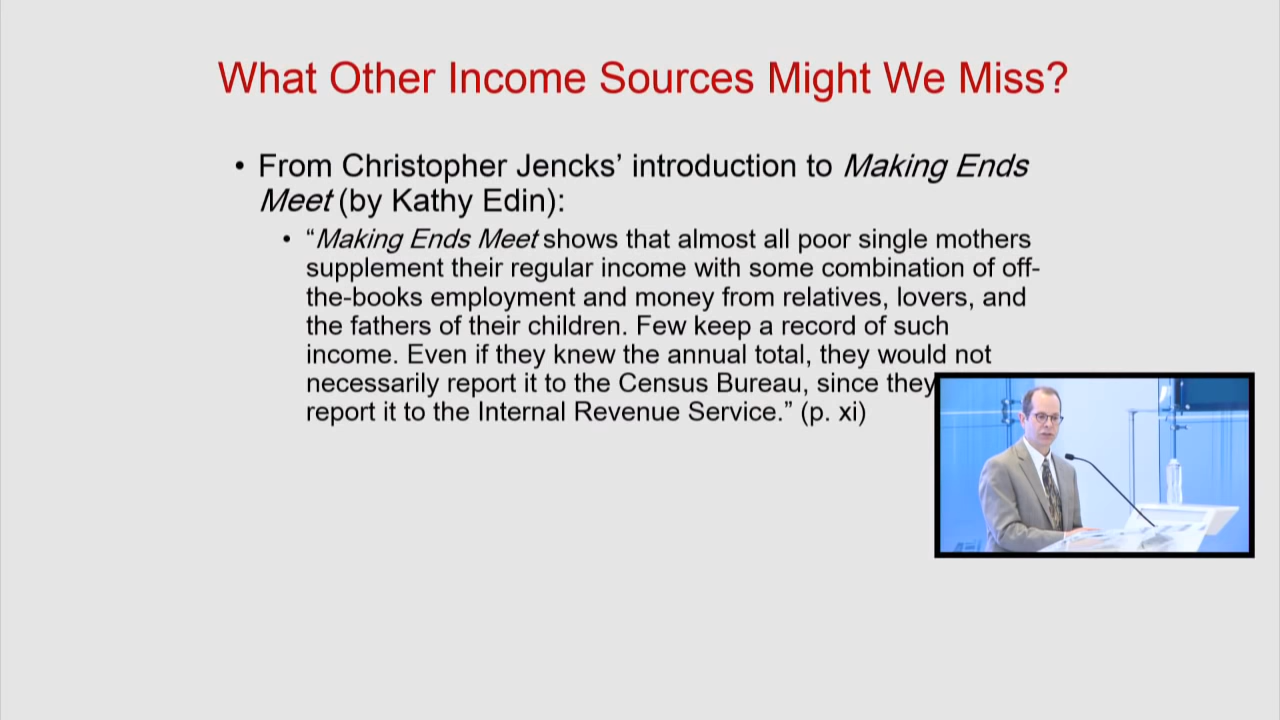 What Other Income Sources Might We Miss?
• From Christopher Jencks’ introduction to Making Ends
Meet (by Kathy Edin):
• “Making Ends Meet shows that almost all poor single mothers
supplement their regular income with some combination of off-
the-books employment and money from relatives, lovers, and
the fathers of their children. Few keep a record of such
income. Even if they knew the annual total, they would not
necessarily report it to the Census Bureau, since they
report it to the Internal Revenue Service.” (p. xi)